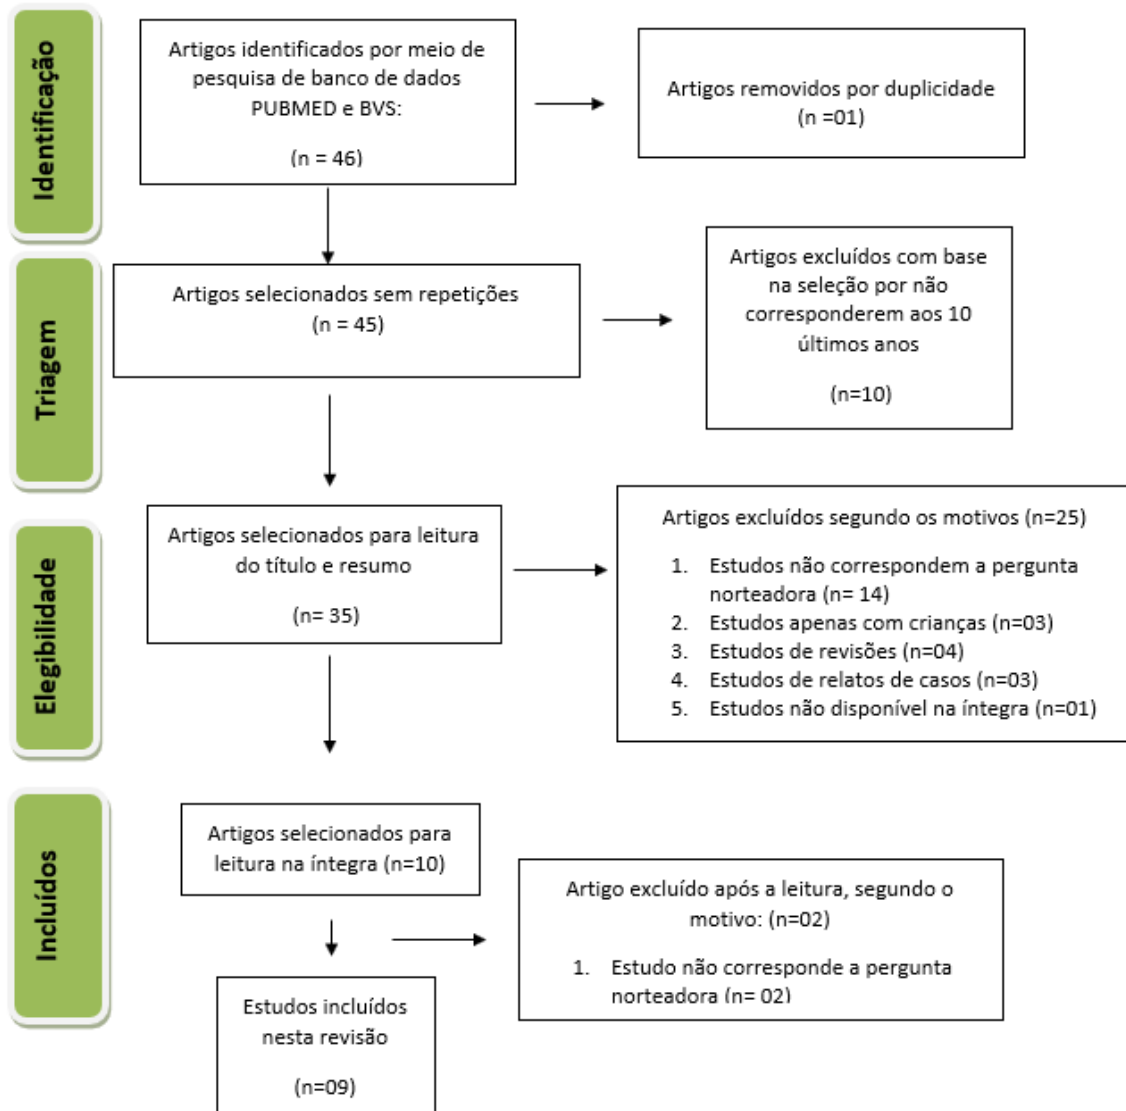 Identificação
Artigos identificados por meio de
pesquisa de banco de dados
PUBMED e BVS:
(n = 46)
Artigos removidos por duplicidade
(n =01)
Triagem
Artigos selecionados sem repetições
(n = 45)
Artigos excluídos com base
na seleção por não
corresponderem aos 10
últimos anos
(n=10)
Elegibilidade
Artigos selecionados para leitura
do título e resumo
(n= 35)
Artigos excluídos segundo os motivos (n=25)
1. Estudos não correspondem a pergunta
norteadora (n= 14)
2. Estudos apenas com crianças (n=03)
3. Estudos de revisões (n=04)
4. Estudos de relatos de casos (n=03)
5. Estudos não disponível na íntegra (n=01)
Incluídos
Artigos selecionados para
leitura na íntegra (n=10)
Artigo excluído após a leitura, segundo o
motivo: (n=02)
1. Estudo não corresponde a pergunta
norteadora (n= 02)
Estudos incluídos
nesta revisão
(n=09)